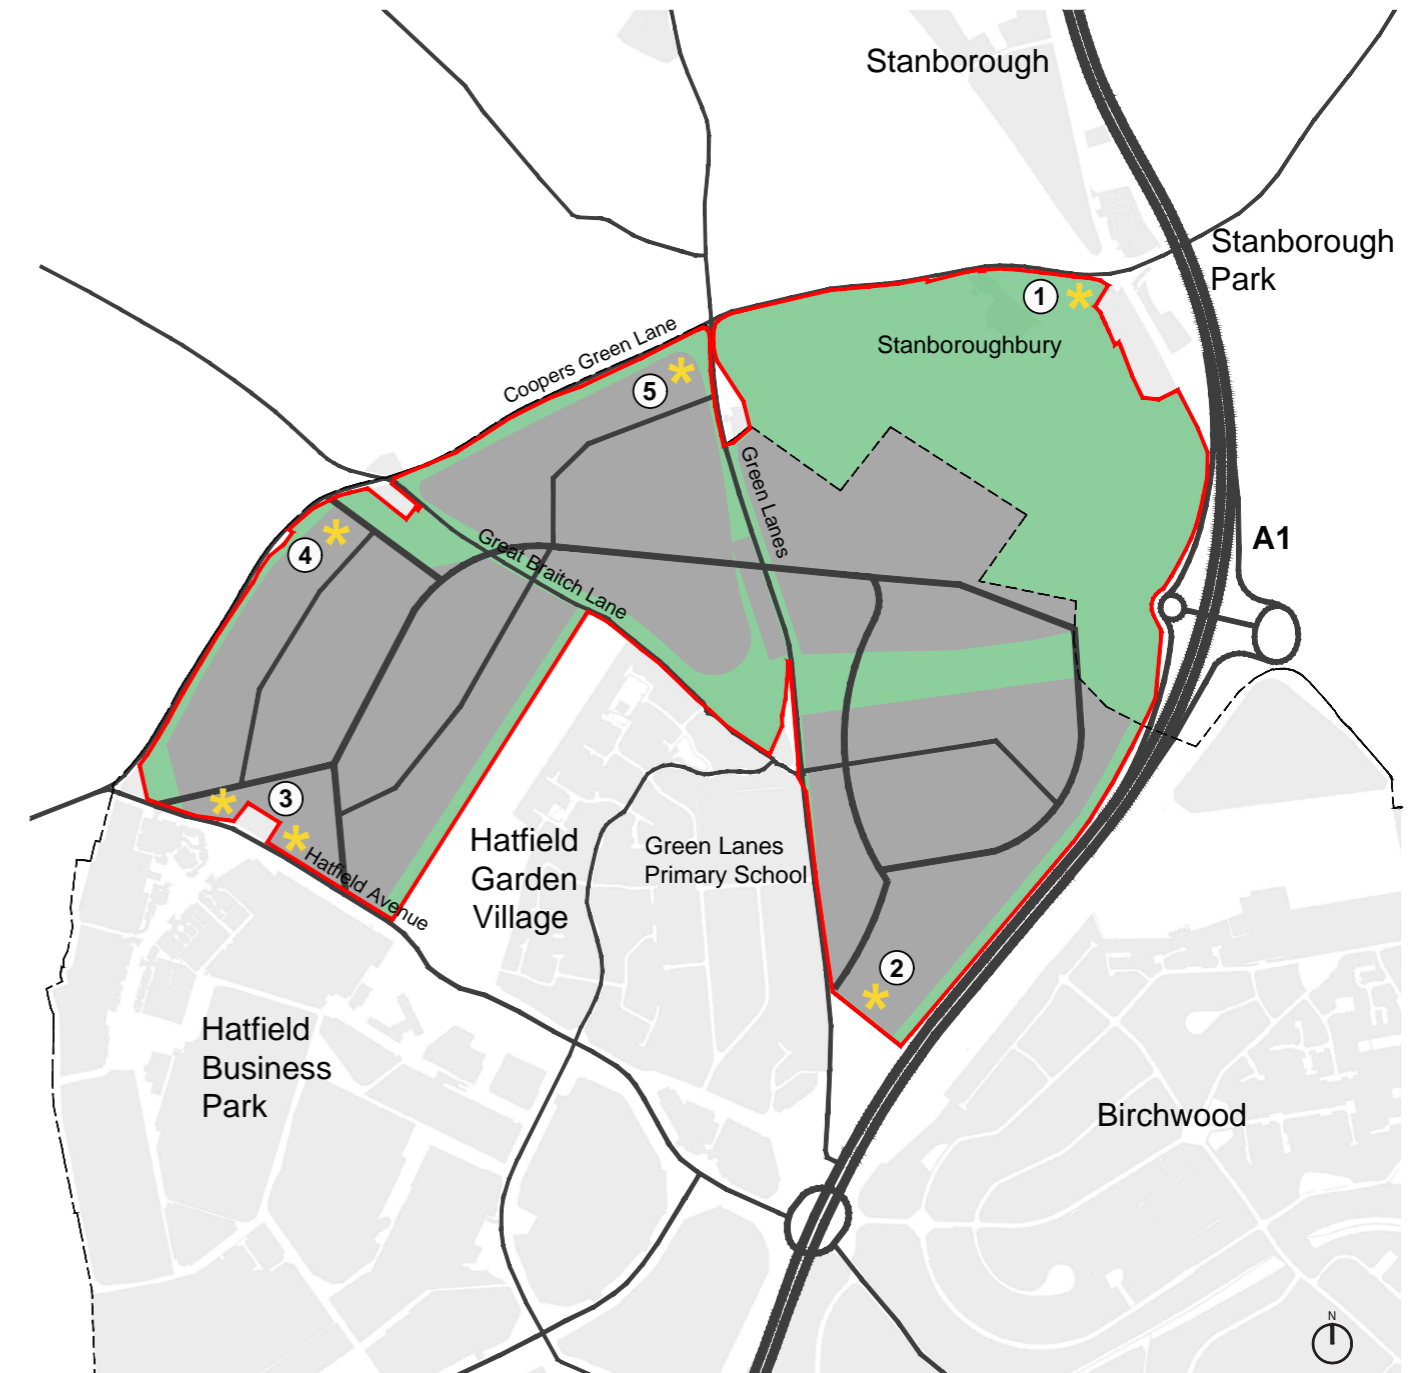 Stanborough
Stanborough
Park
1
Stanboroughbury
Coopers Green Lane
5
Green Lanes
A1
4
Great Braitch Lane
3
Hatfield Avenue
Hatfield
Garden
Village
Green Lanes
Primary School
2
Hatfield
Business
Park
Birchwood
N